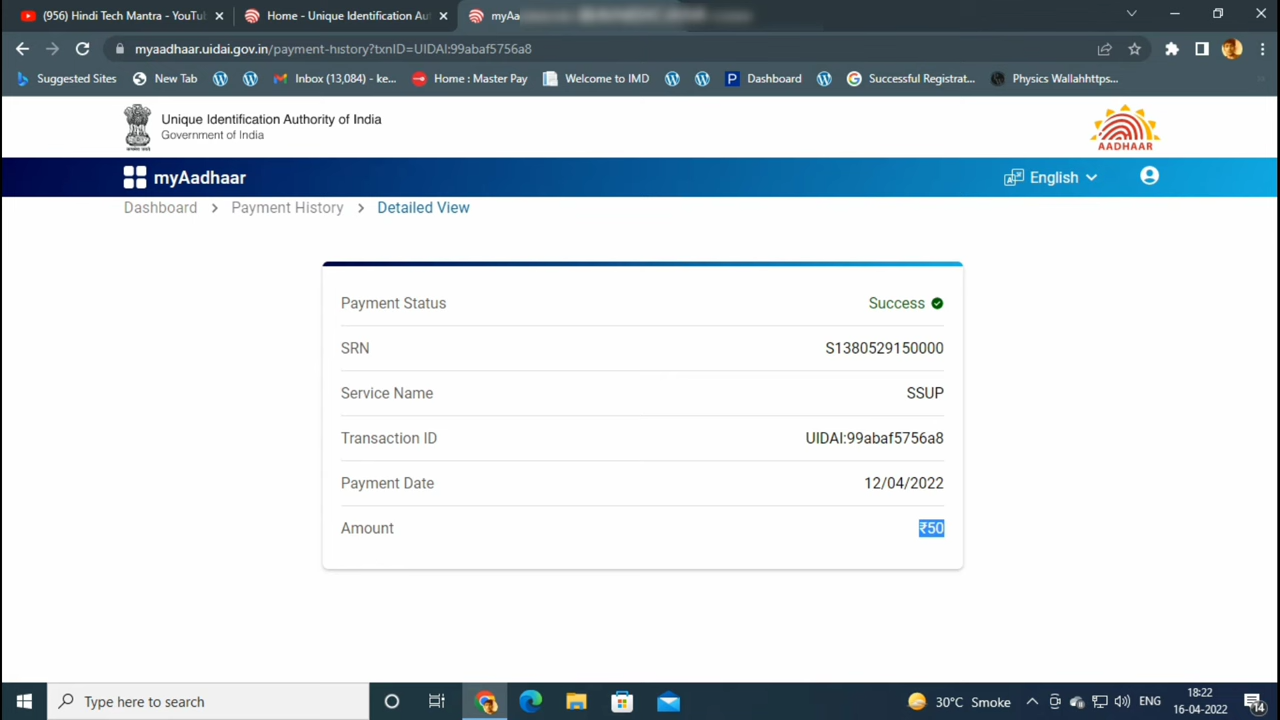 (956) Hindi Tech Mantra - YouTu
Home - Unique Identification Au
myAa
myaadhaar.uidai.gov.in/payment-history?txnID=UIDAI:99abaf5756a8
Suggested Sites New Tab Inbox (13,084) - ke... Home : Master Pay Welcome to IMD P Dashboard Successful Registrat... Physics Wallahhttps...
Unique Identification Authority of India
Government of India
AADHAAR
myAadhaar English
Dashboard > Payment History > Detailed View
Payment Status Success
SRN S1380529150000
Service Name SSUP
Transaction ID UIDAI:99abaf5756a8
Payment Date 12/04/2022
Amount ₹50
Type here to search
30°C Smoke ENG
18:22
16-04-2022
14